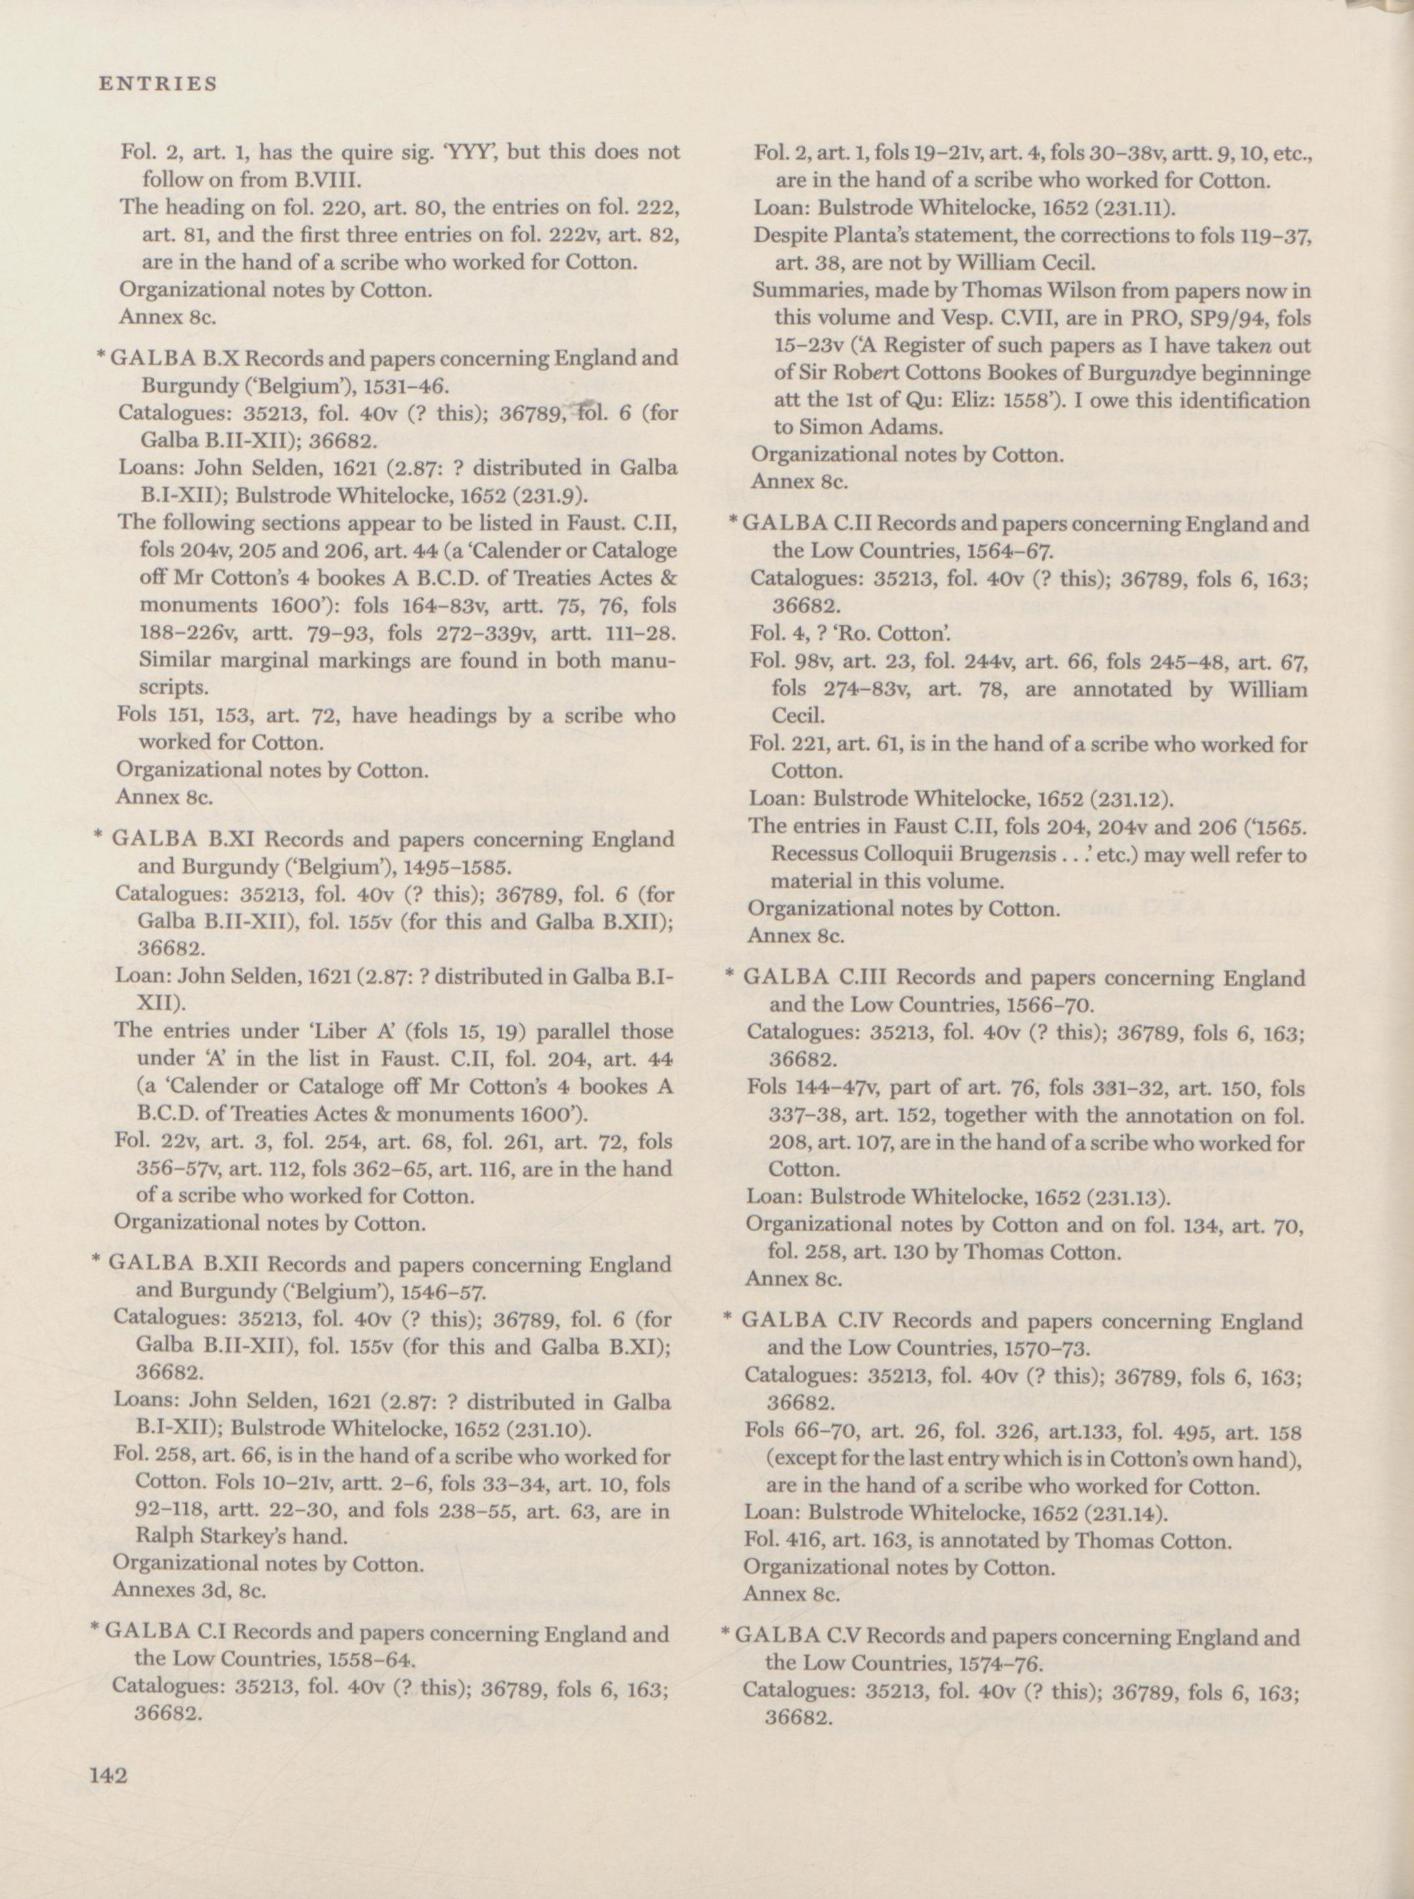 ENTRIES
Fol. 2, art. 1, has the quire sig. ‘YYY’, but this does not
follow on from B.VIII.
The heading on fol. 220, art. 80, the entries on fol. 222,
art. 81, and the first three entries on fol. 222v, art. 82,
are in the hand of a scribe who worked for Cotton.
Organizational notes by Cotton.
Annex 8c.
* GALBA B.X Records and papers concerning England and
Burgundy (‘Belgium’), 1531–46.
Catalogues: 35213, fol. 40v (? this); 36789, fol. 6 (for
Galba B.II-XII); 36682.
Loans: John Selden, 1621 (2.87: ? distributed in Galba
B.I-XII); Bulstrode Whitelocke, 1652 (231.9).
The following sections appear to be listed in Faust. C.II,
fols 204v, 205 and 206, art. 44 (a ‘Calender or Cataloge
off Mr Cotton’s 4 bookes A B.C.D. of Treaties Actes &
monuments 1600’): fols 164–83v, artt. 75, 76, fols
188–226v, artt. 79–93, fols 272–339v, artt. 111–28.
Similar marginal markings are found in both manu-
scripts.
Fols 151, 153, art. 72, have headings by a scribe who
worked for Cotton.
Organizational notes by Cotton.
Annex 8c.
* GALBA B.XI Records and papers concerning England
and Burgundy (‘Belgium’), 1495–1585.
Catalogues: 35213, fol. 40v (? this); 36789, fol. 6 (for
Galba B.II-XII), fol. 155v (for this and Galba B.XII);
36682.
Loan: John Selden, 1621 (2.87: ? distributed in Galba B.I-
XII).
The entries under ‘Liber A’ (fols 15, 19) parallel those
under ‘A’ in the list in Faust. C.II, fol. 204, art. 44
(a ‘Calender or Cataloge off Mr Cotton’s 4 bookes A
B.C.D. of Treaties Actes & monuments 1600’).
Fol. 22v, art. 3, fol. 254, art. 68, fol. 261, art. 72, fols
356–57v, art. 112, fols 362–65, art. 116, are in the hand
of a scribe who worked for Cotton.
Organizational notes by Cotton.
* GALBA B.XII Records and papers concerning England
and Burgundy (‘Belgium’), 1546–57.
Catalogues: 35213, fol. 40v (? this); 36789, fol. 6 (for
Galba B.II-XII), fol. 155v (for this and Galba B.XI);
36682.
Loans: John Selden, 1621 (2.87: ? distributed in Galba
B.I-XII); Bulstrode Whitelocke, 1652 (231.10).
Fol. 258, art. 66, is in the hand of a scribe who worked for
Cotton. Fols 10–21v, artt. 2–6, fols 33–34, art. 10, fols
92–118, artt. 22–30, and fols 238–55, art. 63, are in
Ralph Starkey’s hand.
Organizational notes by Cotton.
Annexes 3d, 8c.
* GALBA C.I Records and papers concerning England and
the Low Countries, 1558–64.
Catalogues: 35213, fol. 40v (? this); 36789, fols 6, 163;
36682.
Fol. 2, art. 1, fols 19–21v, art. 4, fols 30–38v, artt. 9, 10, etc.,
are in the hand of a scribe who worked for Cotton.
Loan: Bulstrode Whitelocke, 1652 (231.11).
Despite Planta’s statement, the corrections to fols 119–37,
art. 38, are not by William Cecil.
Summaries, made by Thomas Wilson from papers now in
this volume and Vesp. C.VII, are in PRO, SP9/94, fols
15–23v (‘A Register of such papers as I have taken out
of Sir Robert Cottons Bookes of Burgundye beginninge
att the 1st of Qu: Eliz: 1558’). I owe this identification
to Simon Adams.
Organizational notes by Cotton.
Annex 8c.
* GALBA C.II Records and papers concerning England and
the Low Countries, 1564–67.
Catalogues: 35213, fol. 40v (? this); 36789, fols 6, 163;
36682.
Fol. 4, ? ‘Ro. Cotton’.
Fol. 98v, art. 23, fol. 244v, art. 66, fols 245–48, art. 67,
fols 274–83v, art. 78, are annotated by William
Cecil.
Fol. 221, art. 61, is in the hand of a scribe who worked for
Cotton.
Loan: Bulstrode Whitelocke, 1652 (231.12).
The entries in Faust C.II, fols 204, 204v and 206 (‘1565.
Recessus Colloquii Brugensis . . .’ etc.) may well refer to
material in this volume.
Organizational notes by Cotton.
Annex 8c.
* GALBA C.III Records and papers concerning England
and the Low Countries, 1566–70.
Catalogues: 35213, fol. 40v (? this); 36789, fols 6, 163;
36682.
Fols 144–47v, part of art. 76, fols 331–32, art. 150, fols
337–38, art. 152, together with the annotation on fol.
208, art. 107, are in the hand of a scribe who worked for
Cotton.
Loan: Bulstrode Whitelocke, 1652 (231.13).
Organizational notes by Cotton and on fol. 134, art. 70,
fol. 258, art. 130 by Thomas Cotton.
Annex 8c.
* GALBA C.IV Records and papers concerning England
and the Low Countries, 1570–73.
Catalogues: 35213, fol. 40v (? this); 36789, fols 6, 163;
36682.
Fols 66–70, art. 26, fol. 326, art.133, fol. 495, art. 158
(except for the last entry which is in Cotton’s own hand),
are in the hand of a scribe who worked for Cotton.
Loan: Bulstrode Whitelocke, 1652 (231.14).
Fol. 416, art. 163, is annotated by Thomas Cotton.
Organizational notes by Cotton.
Annex 8c.
* GALBA C.V Records and papers concerning England and
the Low Countries, 1574–76.
Catalogues: 35213, fol. 40v (? this); 36789, fols 6, 163;
36682.
142